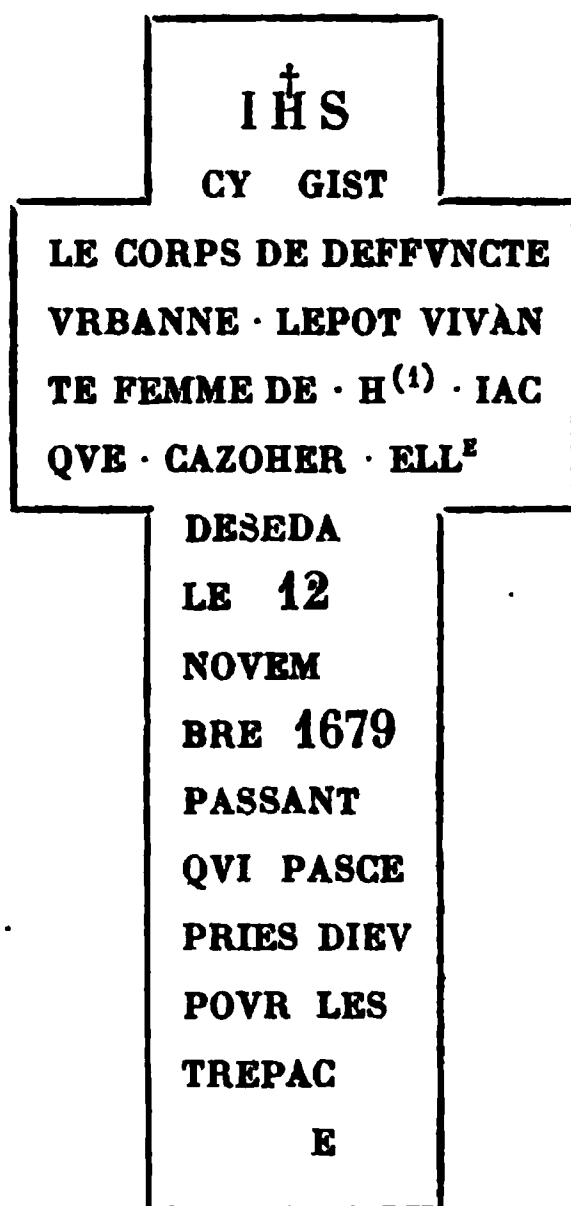 IHS
CY GIST
LE CORPS DE DEFFVNCTE
VRBANNE · LEPOT VIVÀN
TE FEMME DE · H(1) · IAC
QVE · CAZOHER · ELLE
DESEDA
LE 12
NOVEM
BRE 1679
PASSANT
QVI PASCE
PRIES DIEV
POVR LES
TREPAC
E